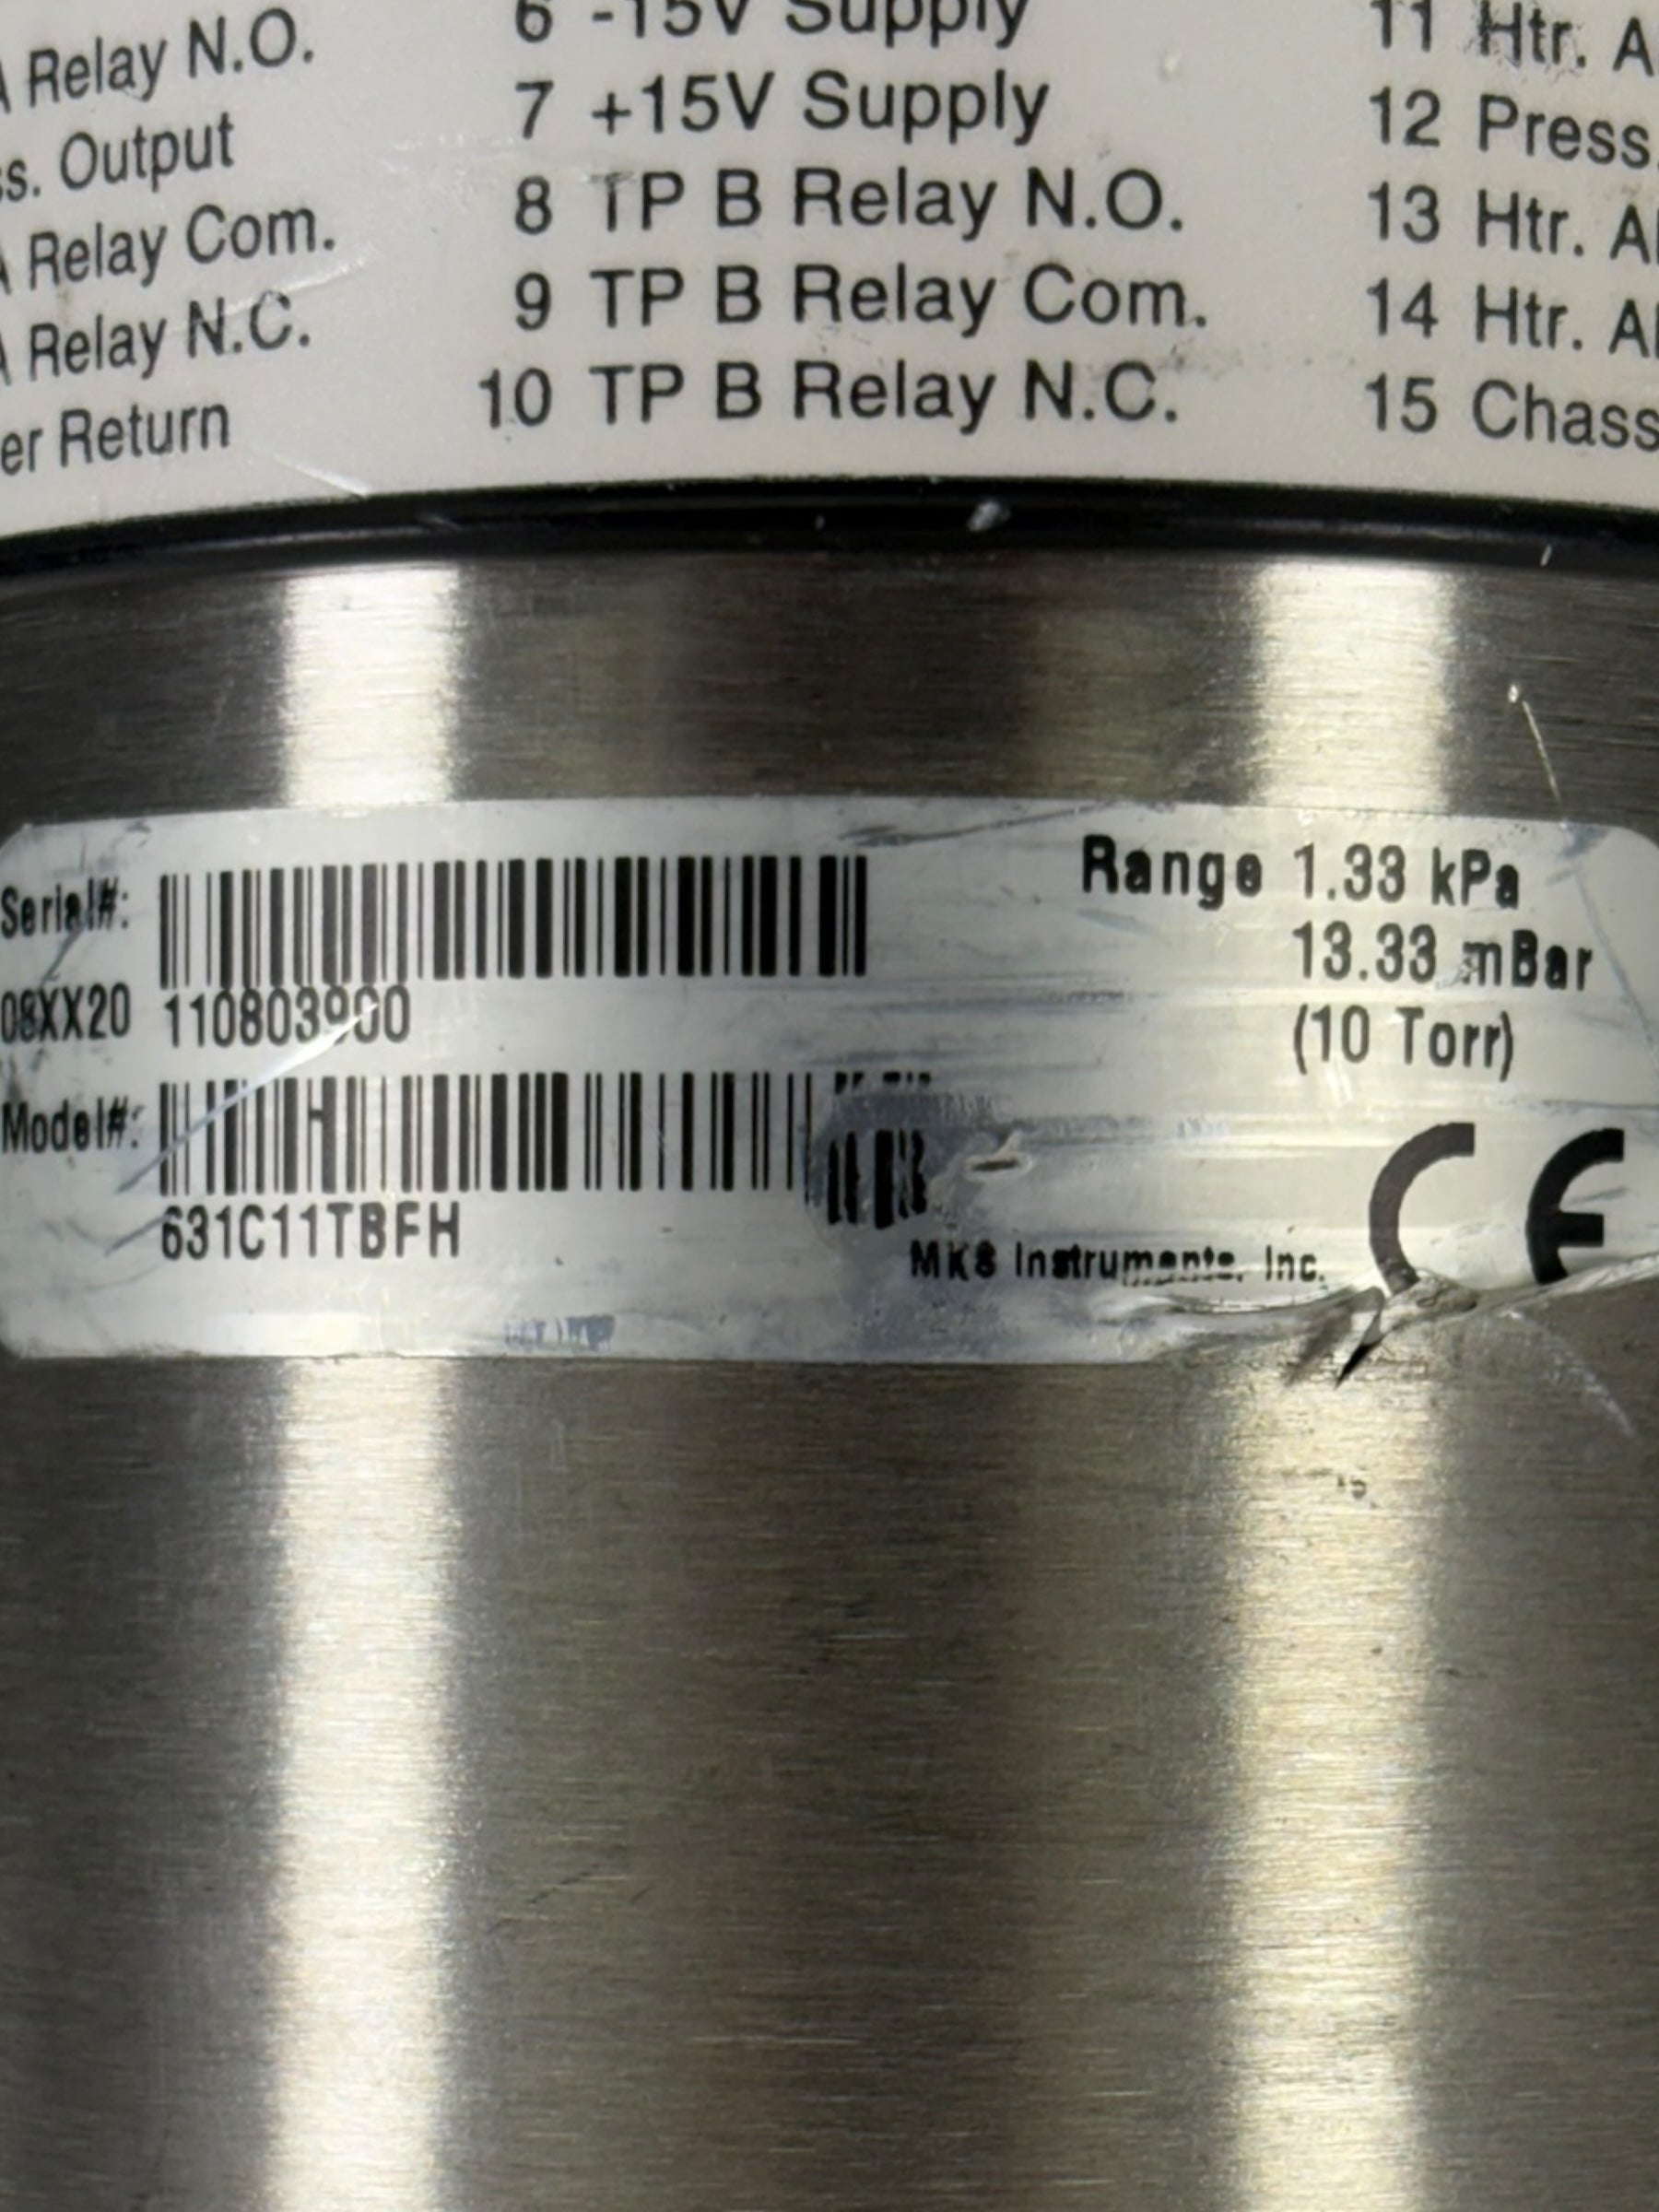 A Relay N.O.
Output
A Relay Com.
A Relay N.C.
Return
6 -15V Supply
7 +15V Supply
8 TP B Relay N.O.
9 TP B Relay Com.
10 TP B Relay N.C.
11 Htr.
12 Press.
13 Htr.
14 Htr.
15
Serial#:
08XX20 110803900
Model#:
631C11TBFH
Range 1.33 kPa
13.33 mBar
(10 Torr)
CE
MKS Instruments, Inc.